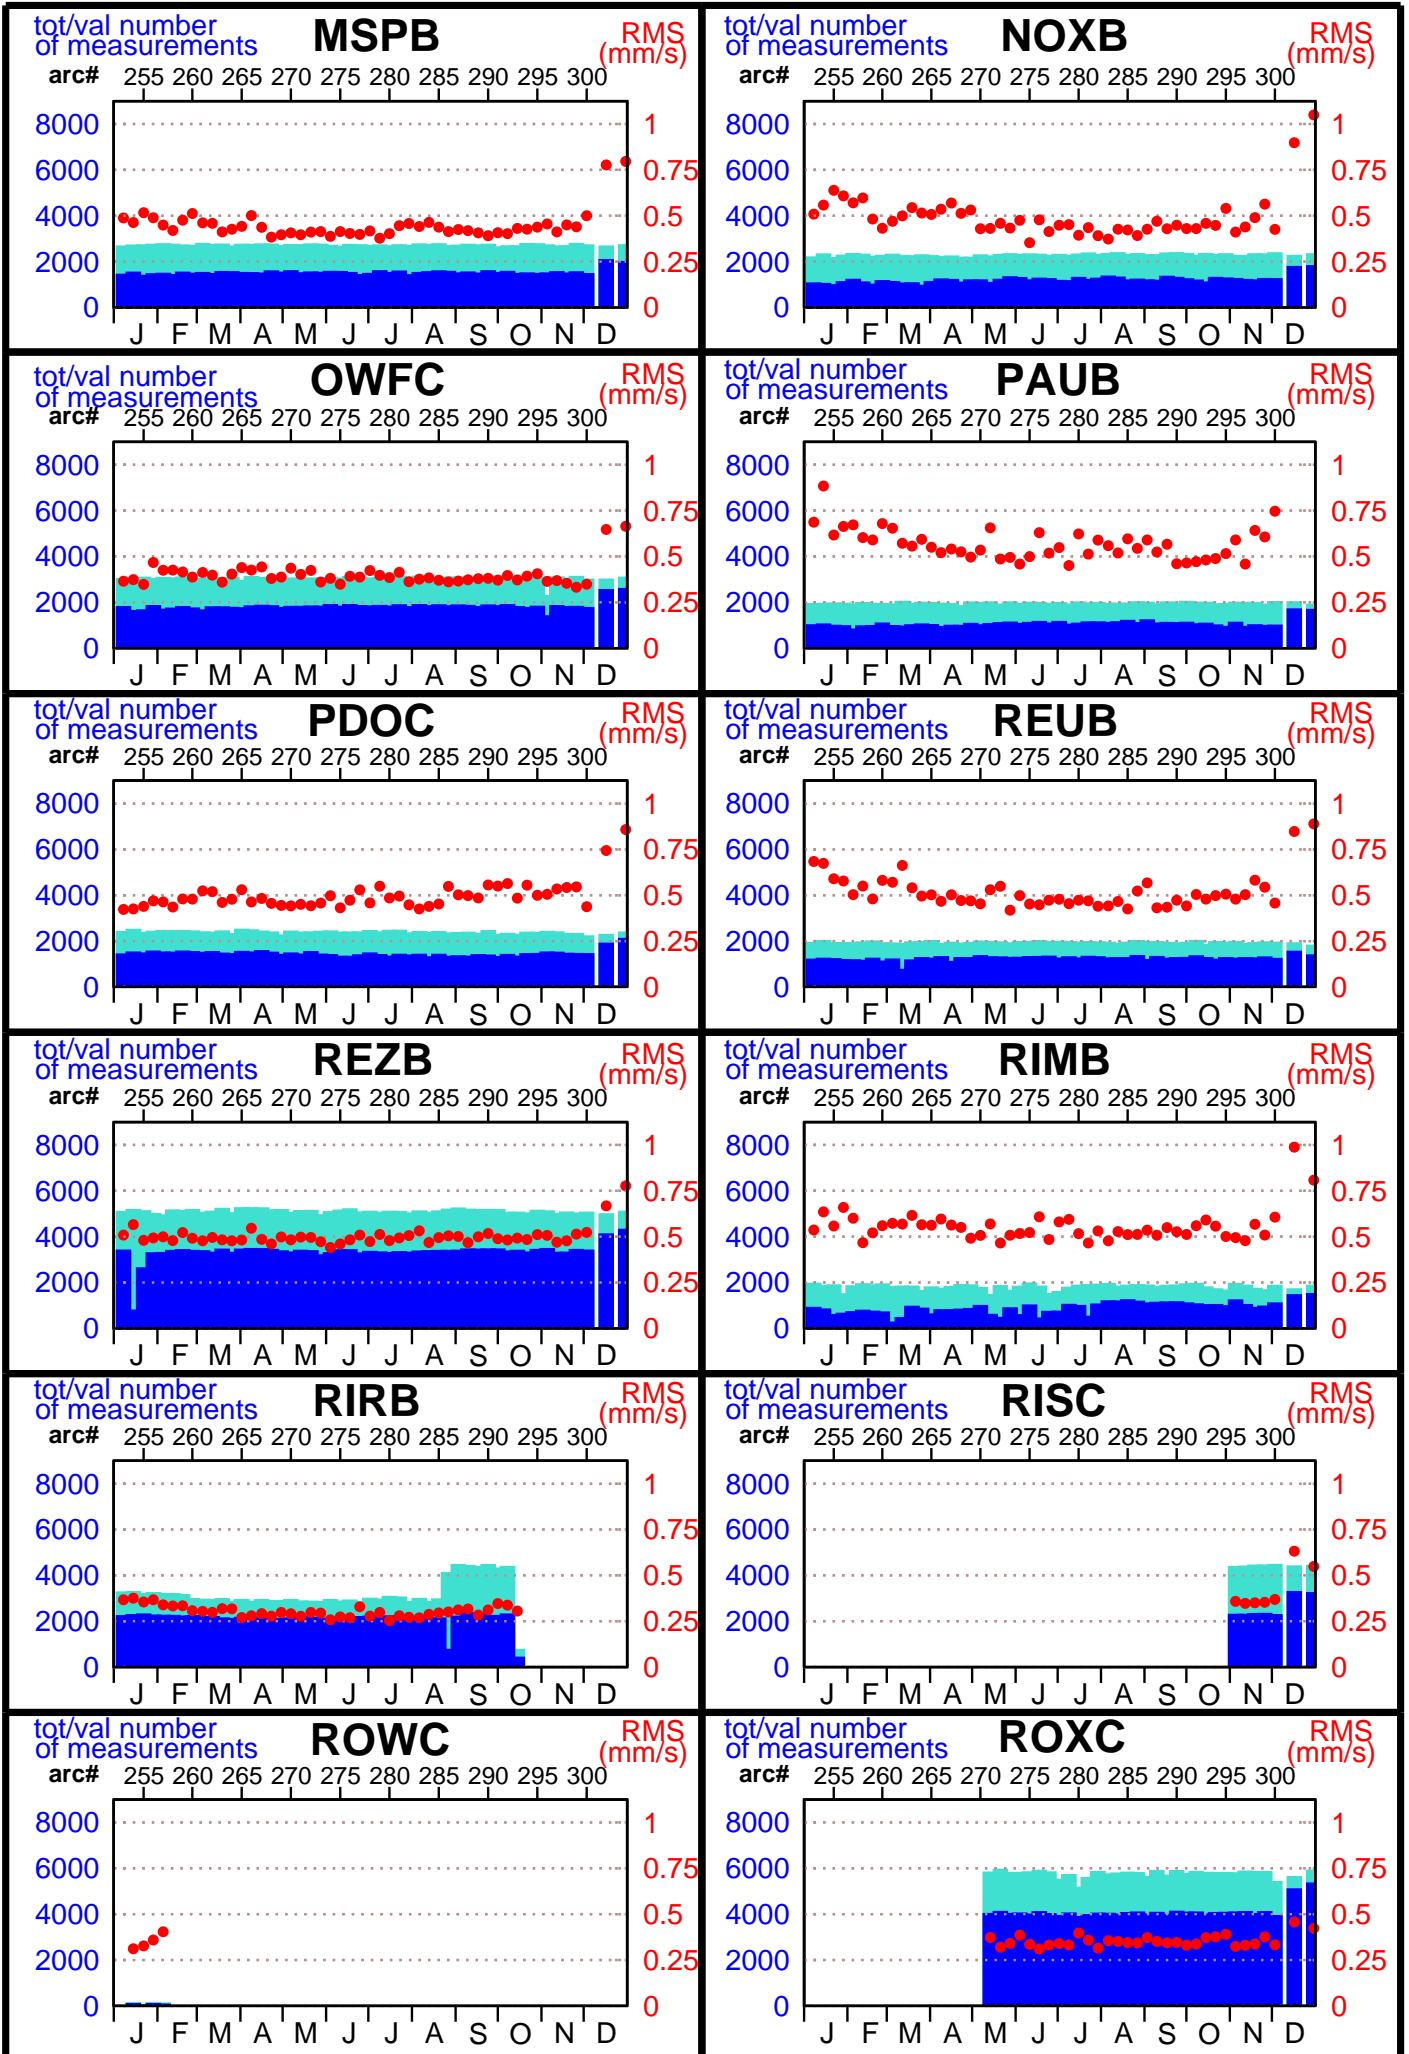 tot/val number
of measurements
MSPB
RMS
(mm/s)
arc# 255 260 265 270 275 280 285 290 295 300
8000 1
6000 0.75
4000 0.5
2000 0.25
0 0
J F M A M J J A S O N D
tot/val number
of measurements
NOXB
RMS
(mm/s)
arc# 255 260 265 270 275 280 285 290 295 300
8000 1
6000 0.75
4000 0.5
2000 0.25
0 0
J F M A M J J A S O N D
tot/val number
of measurements
OWFC
RMS
(mm/s)
arc# 255 260 265 270 275 280 285 290 295 300
8000 1
6000 0.75
4000 0.5
2000 0.25
0 0
J F M A M J J A S O N D
tot/val number
of measurements
PAUB
RMS
(mm/s)
arc# 255 260 265 270 275 280 285 290 295 300
8000 1
6000 0.75
4000 0.5
2000 0.25
0 0
J F M A M J J A S O N D
tot/val number
of measurements
PDOC
RMS
(mm/s)
arc# 255 260 265 270 275 280 285 290 295 300
8000 1
6000 0.75
4000 0.5
2000 0.25
0 0
J F M A M J J A S O N D
tot/val number
of measurements
REUB
RMS
(mm/s)
arc# 255 260 265 270 275 280 285 290 295 300
8000 1
6000 0.75
4000 0.5
2000 0.25
0 0
J F M A M J J A S O N D
tot/val number
of measurements
REZB
RMS
(mm/s)
arc# 255 260 265 270 275 280 285 290 295 300
8000 1
6000 0.75
4000 0.5
2000 0.25
0 0
J F M A M J J A S O N D
tot/val number
of measurements
RIMB
RMS
(mm/s)
arc# 255 260 265 270 275 280 285 290 295 300
8000 1
6000 0.75
4000 0.5
2000 0.25
0 0
J F M A M J J A S O N D
tot/val number
of measurements
RIRB
RMS
(mm/s)
arc# 255 260 265 270 275 280 285 290 295 300
8000 1
6000 0.75
4000 0.5
2000 0.25
0 0
J F M A M J J A S O N D
tot/val number
of measurements
RISC
RMS
(mm/s)
arc# 255 260 265 270 275 280 285 290 295 300
8000 1
6000 0.75
4000 0.5
2000 0.25
0 0
J F M A M J J A S O N D
tot/val number
of measurements
ROWC
RMS
(mm/s)
arc# 255 260 265 270 275 280 285 290 295 300
8000 1
6000 0.75
4000 0.5
2000 0.25
0 0
J F M A M J J A S O N D
tot/val number
of measurements
ROXC
RMS
(mm/s)
arc# 255 260 265 270 275 280 285 290 295 300
8000 1
6000 0.75
4000 0.5
2000 0.25
0 0
J F M A M J J A S O N D